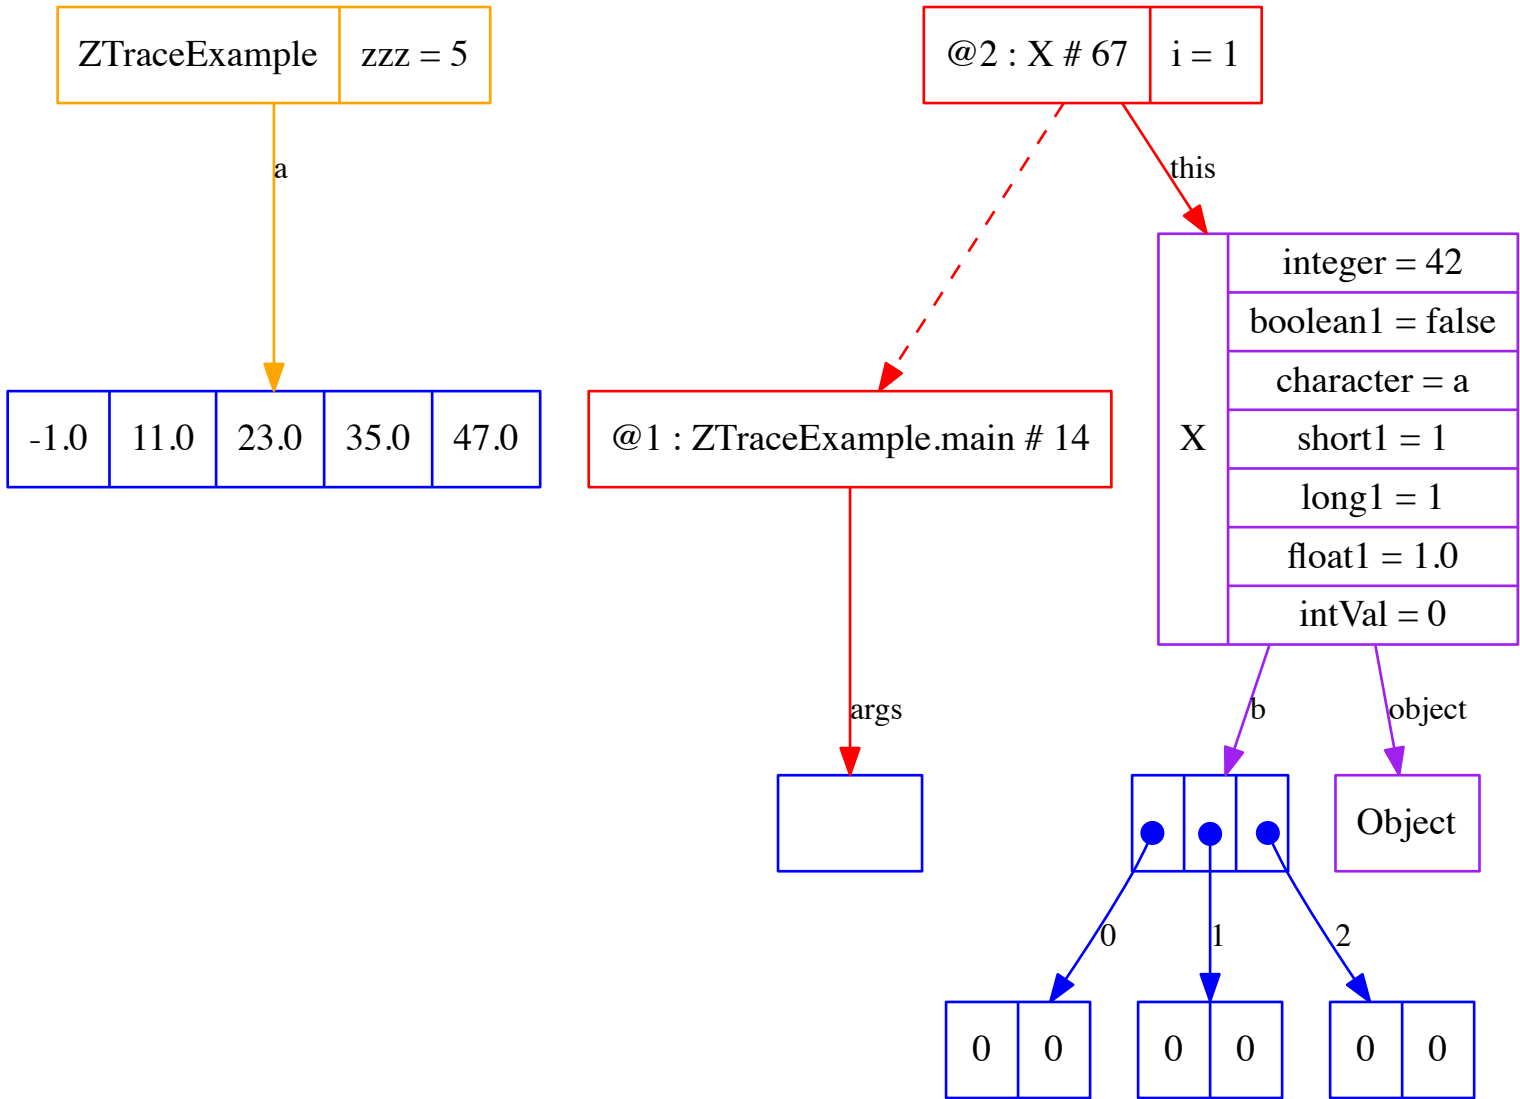 ZTraceExample zzz = 5
@2 : X # 67 i = 1
a
this
integer = 42
boolean1 = false
character = a
-1.0 11.0 23.0 35.0 47.0
@1 : ZTraceExample.main # 14
X
short1 = 1
long1 = 1
float1 = 1.0
intVal = 0
args
b
object
Object
0
1
2
0 0
0 0
0 0